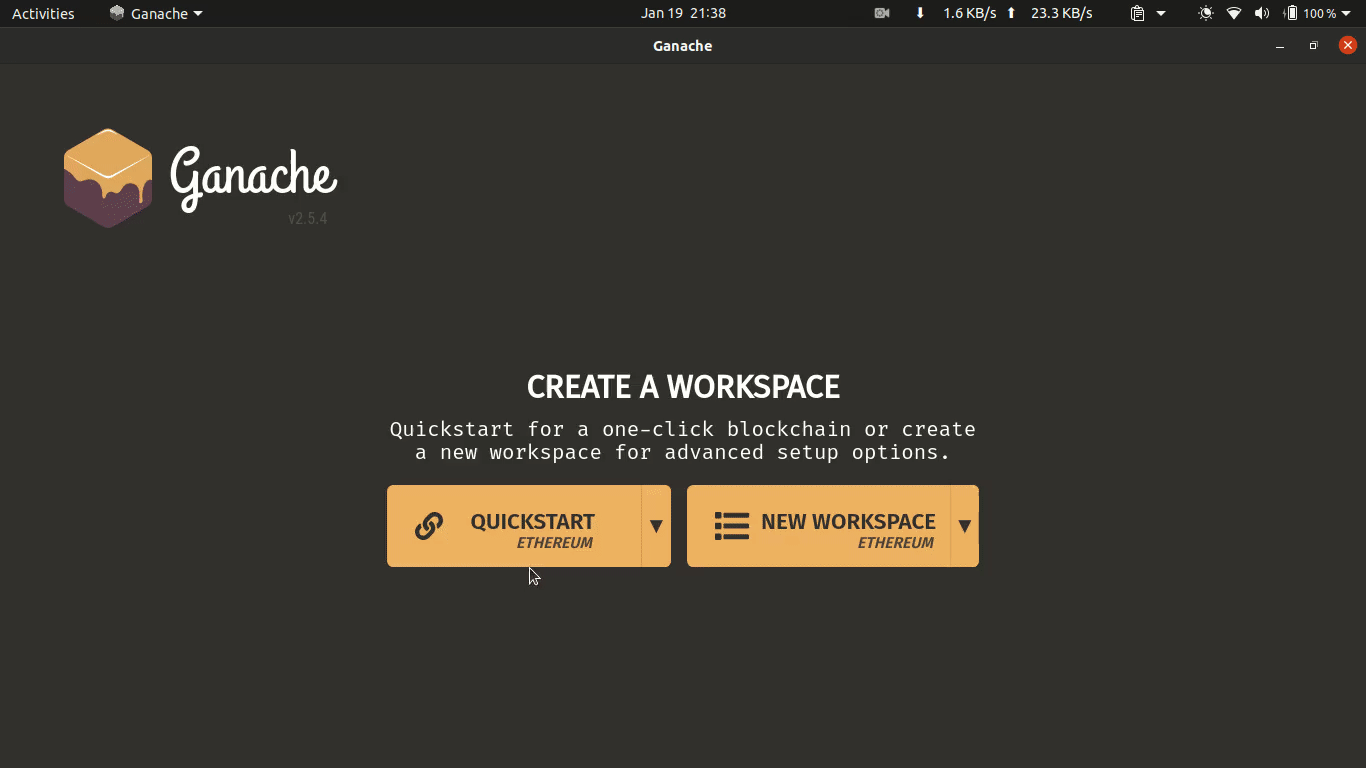 Activities Ganache Jan 19 21:38 1.6 KB/s 23.3 KB/s 100 %
Ganache
Ganache
v2.5.4
CREATE A WORKSPACE
Quickstart for a one-click blockchain or create
a new workspace for advanced setup options.
QUICKSTART
ETHEREUM
NEW WORKSPACE
ETHEREUM